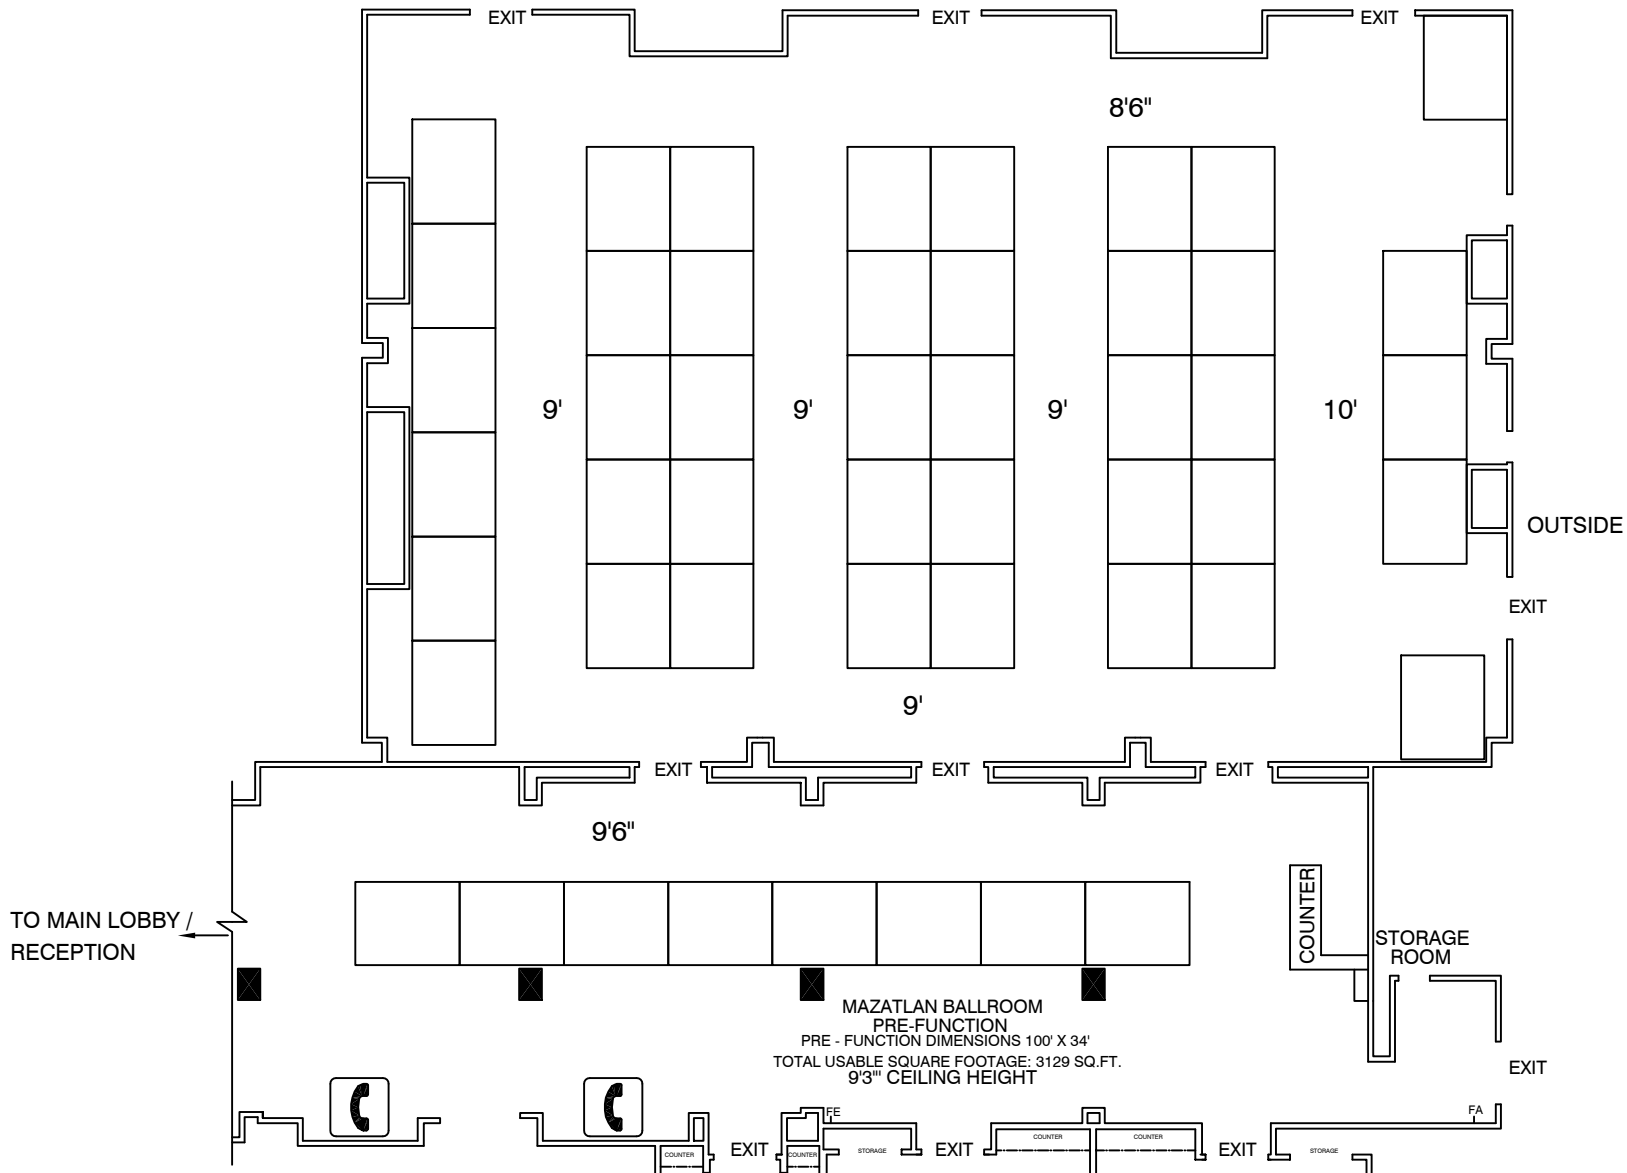 EXIT
EXIT
EXIT
8'6"
9'
9'
9'
10'
OUTSIDE
EXIT
9'
EXIT
EXIT
EXIT
9'6"
TO MAIN LOBBY /
RECEPTION
COUNTER
STORAGE
ROOM
MAZATLAN BALLROOM
PRE-FUNCTION
PRE - FUNCTION DIMENSIONS 100' X 34'
TOTAL USABLE SQUARE FOOTAGE: 3129 SQ.FT.
9'3"' CEILING HEIGHT
EXIT
FE
FA
EXIT
EXIT
EXIT
COUNTER
COUNTER
STORAGE
COUNTER
COUNTER
STORAGE